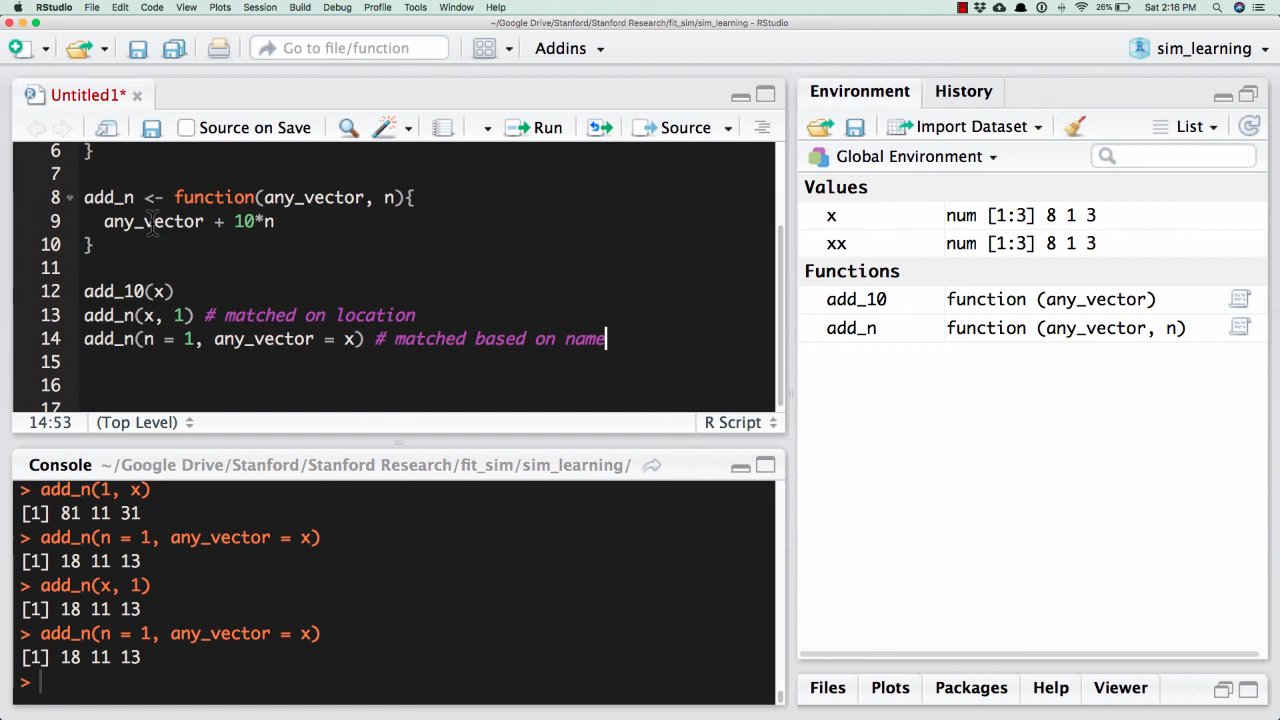 RStudio File Edit Code View Plots Session Build Debug Profile Tools Window Help 26% Sat 2:16 PM
~/Google Drive/Stanford/Stanford Research/fit_sim/sim_learning - RStudio
Go to file/function Addins sim_learning
Untitled1*
Source on Save Run Source
6 }
7
8 add_n <- function(any_vector, n){
9 any_vector + 10*n
10 }
11
12 add_10(x)
13 add_n(x, 1) # matched on location
14 add_n(n = 1, any_vector = x) # matched based on name
15
16
17
14:53 (Top Level) R Script
Console ~/Google Drive/Stanford/Stanford Research/fit_sim/sim_learning/
> add_n(1, x)
[1] 81 11 31
> add_n(n = 1, any_vector = x)
[1] 18 11 13
> add_n(x, 1)
[1] 18 11 13
> add_n(n = 1, any_vector = x)
[1] 18 11 13
>
Environment History
Import Dataset List
Global Environment
Values
x num [1:3] 8 1 3
xx num [1:3] 8 1 3
Functions
add_10 function (any_vector)
add_n function (any_vector, n)
Files Plots Packages Help Viewer